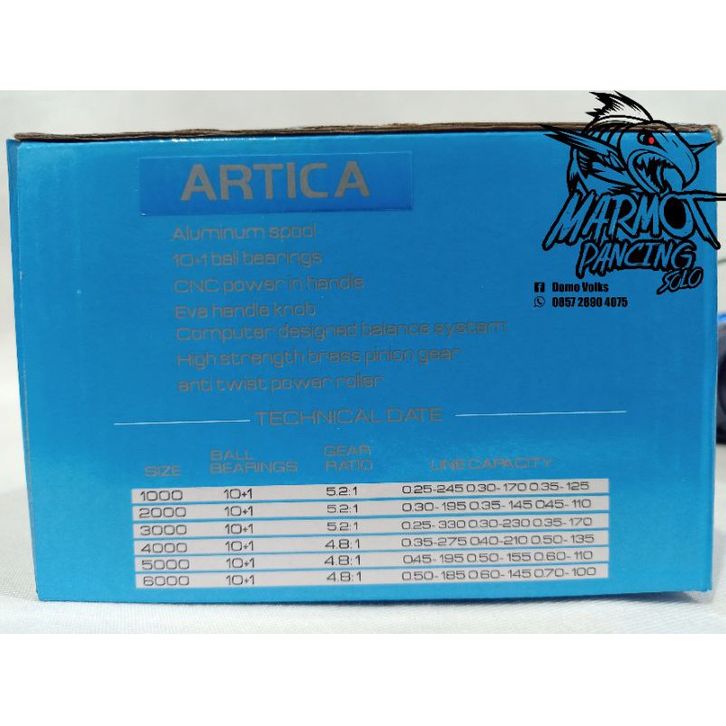 ARTICA
Aluminum spool
10+1 ball bearings
CNC power in handle
Eva handle knot
Computer designed balance system
High strength brass pinion gear
anti twist power roller
TECHNICAL DATE
SIZE BALL BEARINGS GEAR RATIO LINE CAPACITY
1000 10+1 5.2:1 0.25-245 0.30-170 0.35-125
2000 10+1 5.2:1 0.30-195 0.35-145 0.45-110
3000 10+1 5.2:1 0.25-330 0.30-230 0.35-170
4000 10+1 4.8:1 0.35-275 0.40-210 0.50-135
5000 10+1 4.8:1 0.45-195 0.50-155 0.60-110
6000 10+1 4.8:1 0.50-185 0.60-145 0.70-100
MARMOT
PANCING
SOLO
Domo Volks
0857 2690 4075